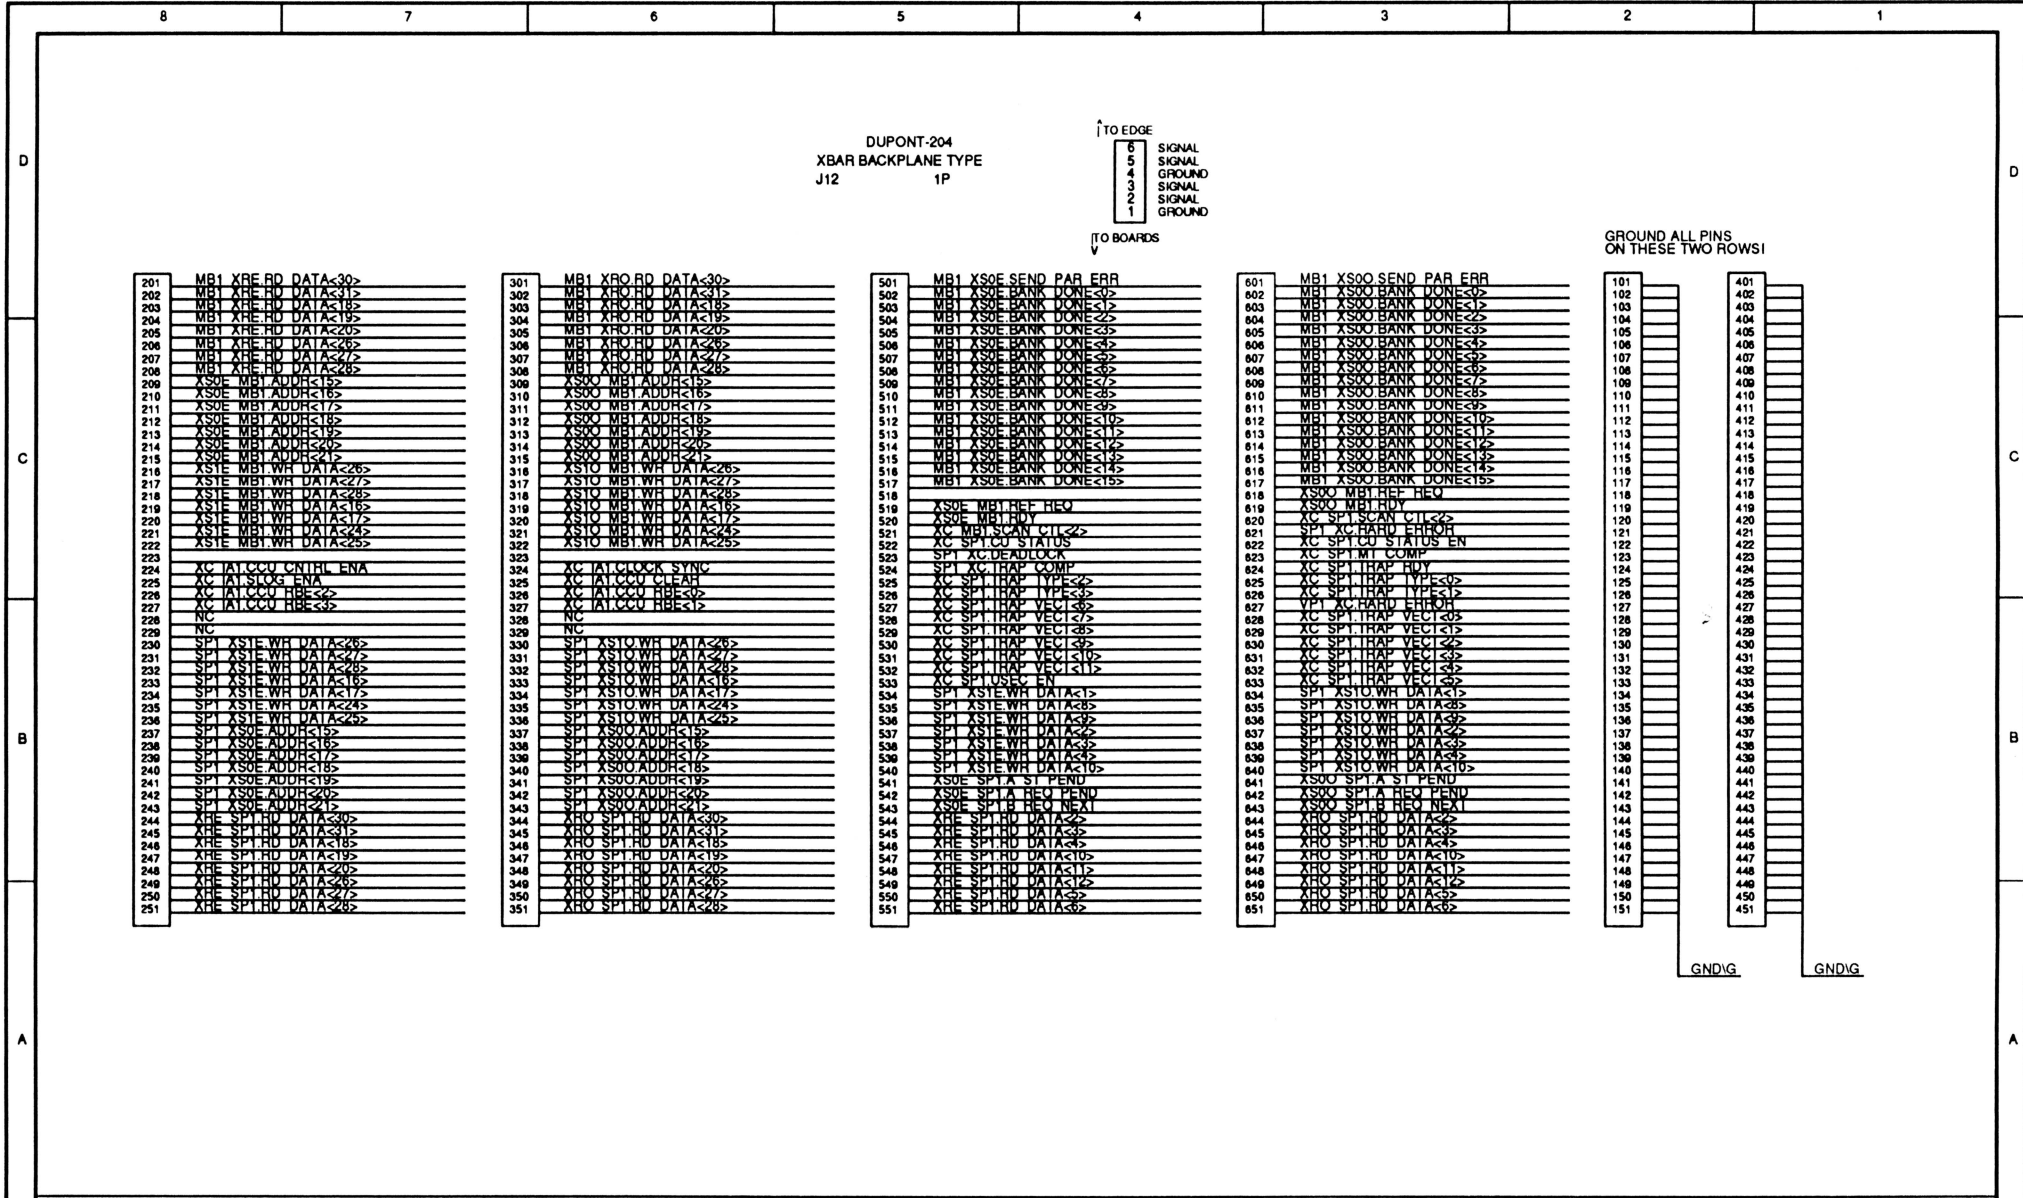 8 7 6 5 4 3 2 1
D
C
B
A
DUPONT-204
XBAR BACKPLANE TYPE
J12 1P
TO EDGE
6 SIGNAL
5 SIGNAL
4 GROUND
3 SIGNAL
2 SIGNAL
1 GROUND
TO BOARDS
201 MB1 XRE.RD DATA<30>
202 MB1 XRE.RD DATA<31>
203 MB1 XRE.RD DATA<18>
204 MB1 XRE.RD DATA<19>
205 MB1 XRE.RD DATA<20>
206 MB1 XRE.RD DATA<26>
207 MB1 XRE.RD DATA<27>
208 MB1 XRE.RD DATA<28>
209 XS0E MB1.ADDR<15>
210 XS0E MB1.ADDR<16>
211 XS0E MB1.ADDR<17>
212 XS0E MB1.ADDR<18>
213 XS0E MB1.ADDR<19>
214 XS0E MB1.ADDR<20>
215 XS0E MB1.ADDR<21>
216 XS1E MB1.WR DATA<26>
217 XS1E MB1.WR DATA<27>
218 XS1E MB1.WR DATA<28>
219 XS1E MB1.WR DATA<16>
220 XS1E MB1.WR DATA<17>
221 XS1E MB1.WR DATA<24>
222 XS1E MB1.WR DATA<25>
223
224 XC IA1.CCU CNTRL ENA
225 XC IA1.SLOG ENA
226 XC IA1.CCU RBE<2>
227 XC IA1.CCU RBE<3>
228 NC
229 NC
230 SP1 XS1E.WR DATA<26>
231 SP1 XS1E.WR DATA<27>
232 SP1 XS1E.WR DATA<28>
233 SP1 XS1E.WR DATA<16>
234 SP1 XS1E.WR DATA<17>
235 SP1 XS1E.WR DATA<24>
236 SP1 XS1E.WR DATA<25>
237 SP1 XS0E.ADDR<15>
238 SP1 XS0E.ADDR<16>
239 SP1 XS0E.ADDR<17>
240 SP1 XS0E.ADDR<18>
241 SP1 XS0E.ADDR<19>
242 SP1 XS0E.ADDR<20>
243 SP1 XS0E.ADDR<21>
244 XRE SP1.RD DATA<30>
245 XRE SP1.RD DATA<31>
246 XRE SP1.RD DATA<18>
247 XRE SP1.RD DATA<19>
248 XRE SP1.RD DATA<20>
249 XRE SP1.RD DATA<26>
250 XRE SP1.RD DATA<27>
251 XRE SP1.RD DATA<28>
301 MB1 XRO.RD DATA<30>
302 MB1 XRO.RD DATA<31>
303 MB1 XRO.RD DATA<18>
304 MB1 XRO.RD DATA<19>
305 MB1 XRO.RD DATA<20>
306 MB1 XRO.RD DATA<26>
307 MB1 XRO.RD DATA<27>
308 MB1 XRO.RD DATA<28>
309 XS0O MB1.ADDR<15>
310 XS0O MB1.ADDR<16>
311 XS0O MB1.ADDR<17>
312 XS0O MB1.ADDR<18>
313 XS0O MB1.ADDR<19>
314 XS0O MB1.ADDR<20>
315 XS0O MB1.ADDR<21>
316 XS1O MB1.WR DATA<26>
317 XS1O MB1.WR DATA<27>
318 XS1O MB1.WR DATA<28>
319 XS1O MB1.WR DATA<16>
320 XS1O MB1.WR DATA<17>
321 XS1O MB1.WR DATA<24>
322 XS1O MB1.WR DATA<25>
323
324 XC IA1.CLOCK SYNC
325 XC IA1.CCU CLEAR
326 XC IA1.CCU RBE<0>
327 XC IA1.CCU RBE<1>
328 NC
329 NC
330 SP1 XS1O.WR DATA<26>
331 SP1 XS1O.WR DATA<27>
332 SP1 XS1O.WR DATA<28>
333 SP1 XS1O.WR DATA<16>
334 SP1 XS1O.WR DATA<17>
335 SP1 XS1O.WR DATA<24>
336 SP1 XS1O.WR DATA<25>
337 SP1 XS0O.ADDR<15>
338 SP1 XS0O.ADDR<16>
339 SP1 XS0O.ADDR<17>
340 SP1 XS0O.ADDR<18>
341 SP1 XS0O.ADDR<19>
342 SP1 XS0O.ADDR<20>
343 SP1 XS0O.ADDR<21>
344 XRO SP1.RD DATA<30>
345 XRO SP1.RD DATA<31>
346 XRO SP1.RD DATA<18>
347 XRO SP1.RD DATA<19>
348 XRO SP1.RD DATA<20>
349 XRO SP1.RD DATA<26>
350 XRO SP1.RD DATA<27>
351 XRO SP1.RD DATA<28>
501 MB1 XS0E.SEND PAR ERR
502 MB1 XS0E.BANK DONE<0>
503 MB1 XS0E.BANK DONE<1>
504 MB1 XS0E.BANK DONE<2>
505 MB1 XS0E.BANK DONE<3>
506 MB1 XS0E.BANK DONE<4>
507 MB1 XS0E.BANK DONE<5>
508 MB1 XS0E.BANK DONE<6>
509 MB1 XS0E.BANK DONE<7>
510 MB1 XS0E.BANK DONE<8>
511 MB1 XS0E.BANK DONE<9>
512 MB1 XS0E.BANK DONE<10>
513 MB1 XS0E.BANK DONE<11>
514 MB1 XS0E.BANK DONE<12>
515 MB1 XS0E.BANK DONE<13>
516 MB1 XS0E.BANK DONE<14>
517 MB1 XS0E.BANK DONE<15>
518
519 XS0E MB1.REF REQ
520 XS0E MB1.RDY
521 XC MB1.SCAN CTL<2>
522 XC SP1.CU STATUS
523 SP1 XC.DEADLOCK
524 SP1 XC.TRAP COMP
525 XC SP1.TRAP TYPE<2>
526 XC SP1.TRAP TYPE<3>
527 XC SP1.TRAP VECT<6>
528 XC SP1.TRAP VECT<7>
529 XC SP1.TRAP VECT<8>
530 XC SP1.TRAP VECT<9>
531 XC SP1.TRAP VECT<10>
532 XC SP1.TRAP VECT<11>
533 XC SP1.USEC EN
534 SP1 XS1E.WR DATA<1>
535 SP1 XS1E.WR DATA<8>
536 SP1 XS1E.WR DATA<9>
537 SP1 XS1E.WR DATA<2>
538 SP1 XS1E.WR DATA<3>
539 SP1 XS1E.WR DATA<4>
540 SP1 XS1E.WR DATA<10>
541 XS0E SP1.A ST PEND
542 XS0E SP1.A REQ PEND
543 XS0E SP1.B REQ NEXT
544 XRE SP1.RD DATA<2>
545 XRE SP1.RD DATA<3>
546 XRE SP1.RD DATA<4>
547 XRE SP1.RD DATA<10>
548 XRE SP1.RD DATA<11>
549 XRE SP1.RD DATA<12>
550 XRE SP1.RD DATA<5>
551 XRE SP1.RD DATA<6>
601 MB1 XS0O.SEND PAR ERR
602 MB1 XS0O.BANK DONE<0>
603 MB1 XS0O.BANK DONE<1>
604 MB1 XS0O.BANK DONE<2>
605 MB1 XS0O.BANK DONE<3>
606 MB1 XS0O.BANK DONE<4>
607 MB1 XS0O.BANK DONE<5>
608 MB1 XS0O.BANK DONE<6>
609 MB1 XS0O.BANK DONE<7>
610 MB1 XS0O.BANK DONE<8>
611 MB1 XS0O.BANK DONE<9>
612 MB1 XS0O.BANK DONE<10>
613 MB1 XS0O.BANK DONE<11>
614 MB1 XS0O.BANK DONE<12>
615 MB1 XS0O.BANK DONE<13>
616 MB1 XS0O.BANK DONE<14>
617 MB1 XS0O.BANK DONE<15>
618 XS0O MB1.REF REQ
619 XS0O MB1.RDY
620 XC SP1.SCAN CTL<2>
621 SP1 XC.HARD ERROR
622 XC SP1.CU STATUS EN
623 XC SP1.MT COMP
624 XC SP1.TRAP RDY
625 XC SP1.TRAP TYPE<0>
626 XC SP1.TRAP TYPE<1>
627 VP1 XC.HARD ERROR
628 XC SP1.TRAP VECT<0>
629 XC SP1.TRAP VECT<1>
630 XC SP1.TRAP VECT<2>
631 XC SP1.TRAP VECT<3>
632 XC SP1.TRAP VECT<4>
633 XC SP1.TRAP VECT<5>
634 SP1 XS1O.WR DATA<1>
635 SP1 XS1O.WR DATA<8>
636 SP1 XS1O.WR DATA<9>
637 SP1 XS1O.WR DATA<2>
638 SP1 XS1O.WR DATA<3>
639 SP1 XS1O.WR DATA<4>
640 SP1 XS1O.WR DATA<10>
641 XS0O SP1.A ST PEND
642 XS0O SP1.A REQ PEND
643 XS0O SP1.B REQ NEXT
644 XRO SP1.RD DATA<2>
645 XRO SP1.RD DATA<3>
646 XRO SP1.RD DATA<4>
647 XRO SP1.RD DATA<10>
648 XRO SP1.RD DATA<11>
649 XRO SP1.RD DATA<12>
650 XRO SP1.RD DATA<5>
651 XRO SP1.RD DATA<6>
GROUND ALL PINS
ON THESE TWO ROWS!
101 401
102 402
103 403
104 404
105 405
106 406
107 407
108 408
109 409
110 410
111 411
112 412
113 413
114 414
115 415
116 416
117 417
118 418
119 419
120 420
121 421
122 422
123 423
124 424
125 425
126 426
127 427
128 428
129 429
130 430
131 431
132 432
133 433
134 434
135 435
136 436
137 437
138 438
139 439
140 440
141 441
142 442
143 443
144 444
145 445
146 446
147 447
148 448
149 449
150 450
151 451
GND\G GND\G
D
C
B
A